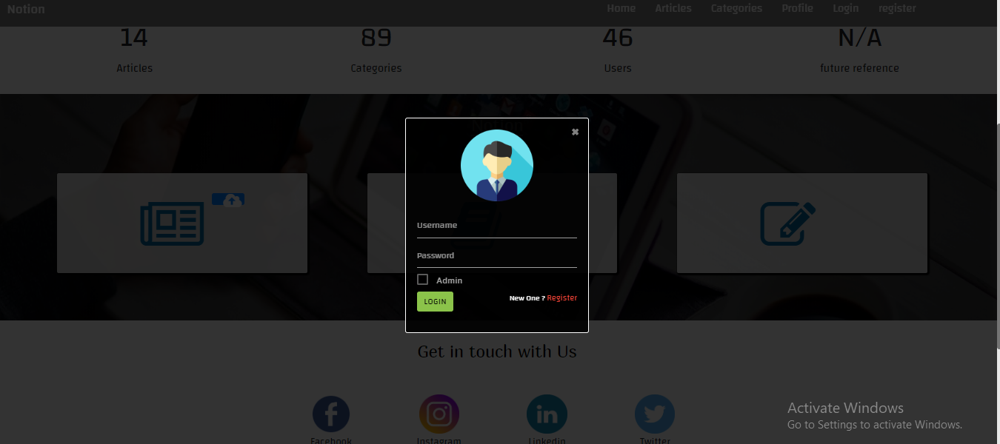 Notion
Home Articles Categories Profile Login register
14 89 46 N/A
Articles Categories Users future reference
Username
Password
Admin
LOGIN
New One ? Register
Get in touch with Us
Facebook Instagram Linkedin Twitter
Activate Windows
Go to Settings to activate Windows.